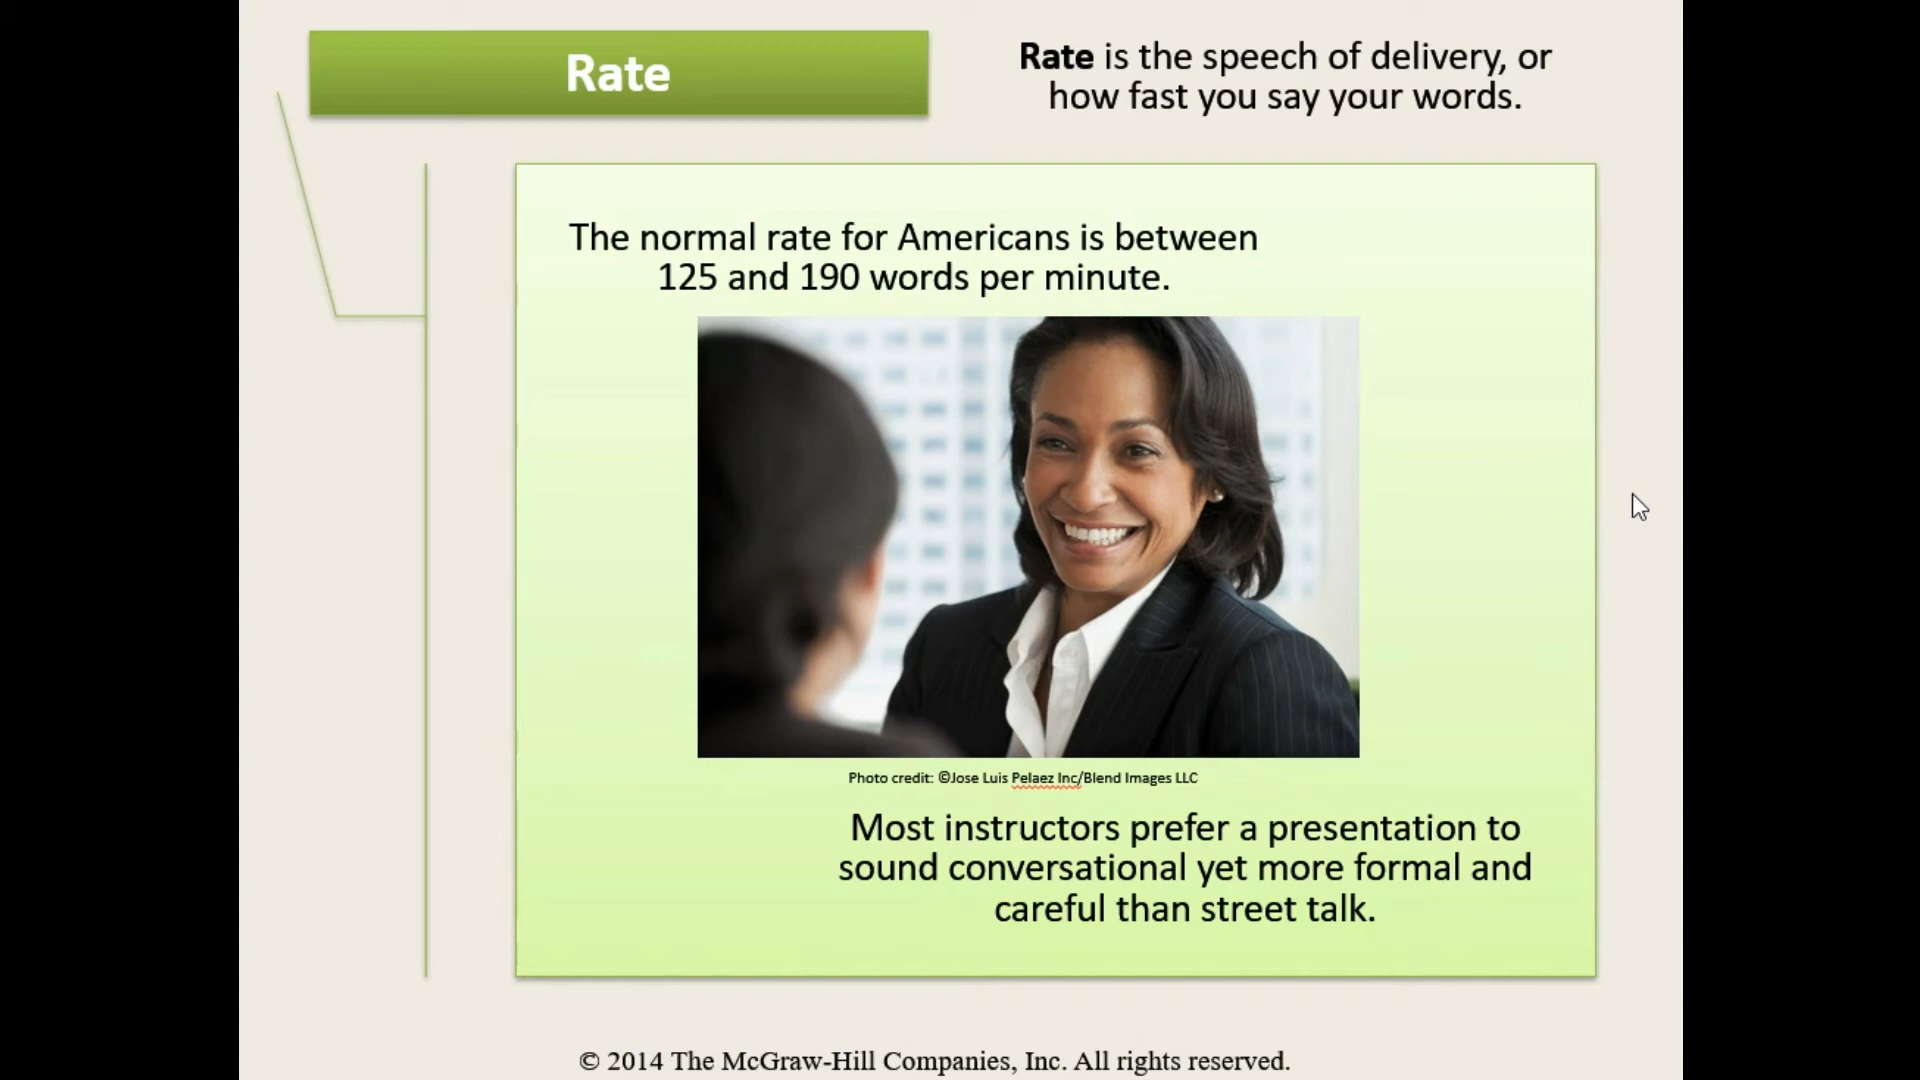 Rate
Rate is the speech of delivery, or
how fast you say your words.
The normal rate for Americans is between
125 and 190 words per minute.
Photo credit: ©Jose Luis Pelaez Inc/Blend Images LLC
Most instructors prefer a presentation to
sound conversational yet more formal and
careful than street talk.
© 2014 The McGraw-Hill Companies, Inc. All rights reserved.